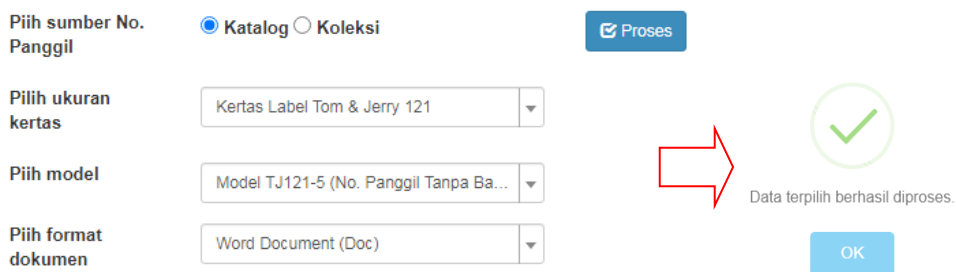 Piih sumber No.
Panggil
Katalog Koleksi
Proses
Pilih ukuran
kertas
Kertas Label Tom & Jerry 121
Piih model
Model TJ121-5 (No. Panggil Tanpa Ba...
Piih format
dokumen
Word Document (Doc)
Data terpilih berhasil diproses.
OK